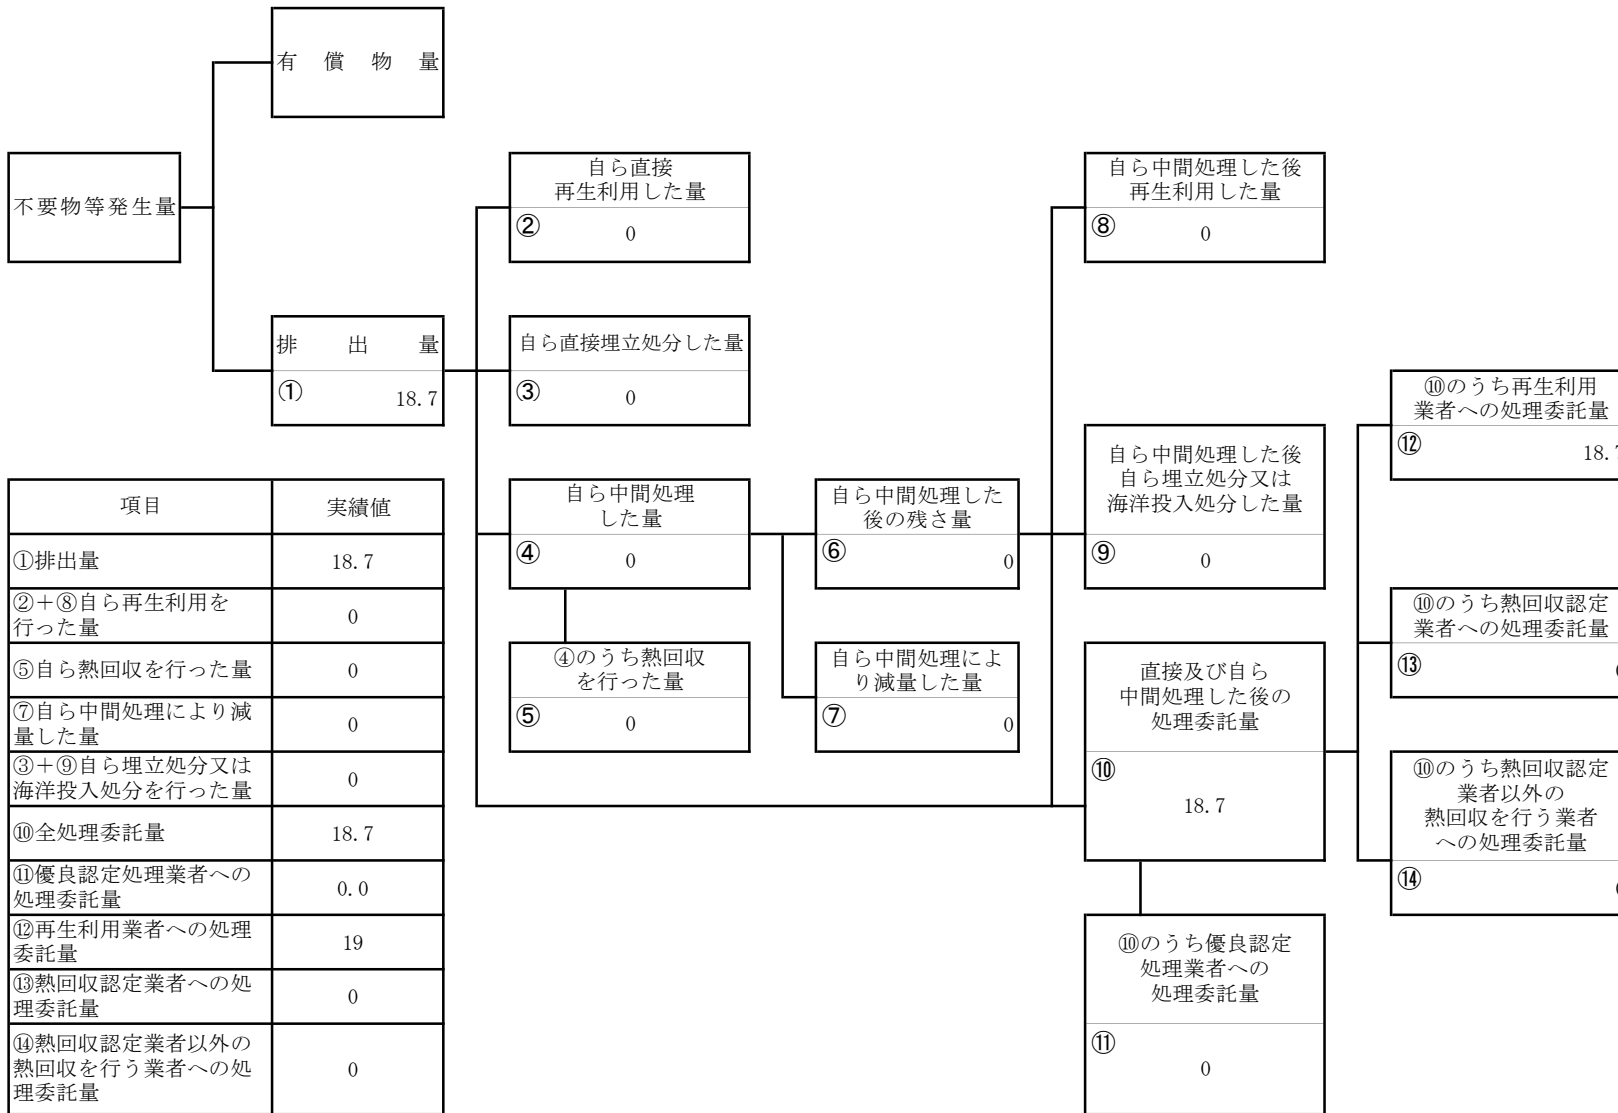 有償物量
不要物等発生量
排出量
① 18.7
自ら直接
再生利用した量
② 0
自ら直接埋立処分した量
③ 0
自ら中間処理
した量
④ 0
④のうち熱回収
を行った量
⑤ 0
自ら中間処理した
後の残さ量
⑥ 0
自ら中間処理によ
り減量した量
⑦ 0
自ら中間処理した後
再生利用した量
⑧ 0
自ら中間処理した後
自ら埋立処分又は
海洋投入処分した量
⑨ 0
直接及び自ら
中間処理した後の
処理委託量
⑩
18.7
⑩のうち優良認定
処理業者への
処理委託量
⑪
0
⑩のうち再生利用
業者への処理委託量
⑫ 18.7
⑩のうち熱回収認定
業者への処理委託量
⑬
⑩のうち熱回収認定
業者以外の
熱回収を行う業者
への処理委託量
⑭
項目 実績値
①排出量 18.7
②+⑧自ら再生利用を
行った量 0
⑤自ら熱回収を行った量 0
⑦自ら中間処理により減
量した量 0
③+⑨自ら埋立処分又は
海洋投入処分を行った量 0
⑩全処理委託量 18.7
⑪優良認定処理業者への
処理委託量 0.0
⑫再生利用業者への処理
委託量 19
⑬熱回収認定業者への処
理委託量 0
⑭熱回収認定業者以外の
熱回収を行う業者への処
理委託量 0